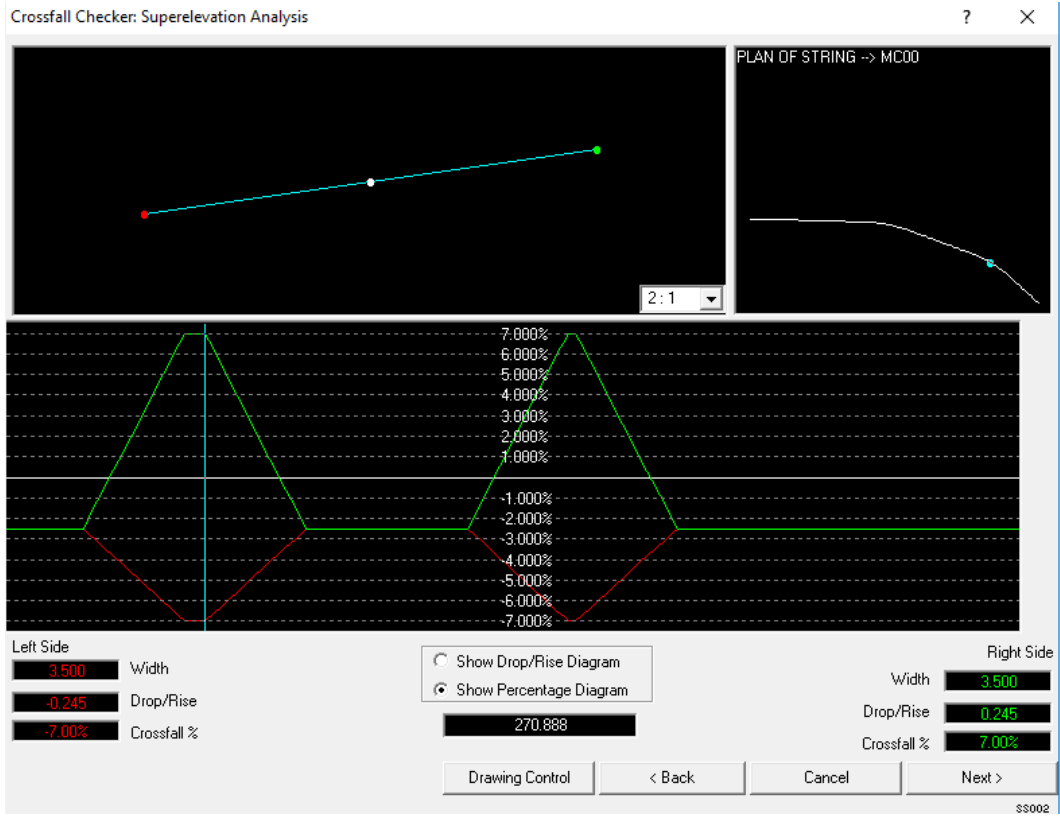 Crossfall Checker: Superelevation Analysis ? ×
PLAN OF STRING --> MC00
2 : 1
7.000%
6.000%
5.000%
4.000%
3.000%
2.000%
1.000%
-1.000%
-2.000%
-3.000%
-4.000%
-5.000%
-6.000%
-7.000%
Left Side
3.500 Width
-0.245 Drop/Rise
-7.00% Crossfall %
Show Drop/Rise Diagram
Show Percentage Diagram
270.888
Right Side
Width 3.500
Drop/Rise 0.245
Crossfall % 7.00%
Drawing Control
< Back
Cancel
Next >
SS002